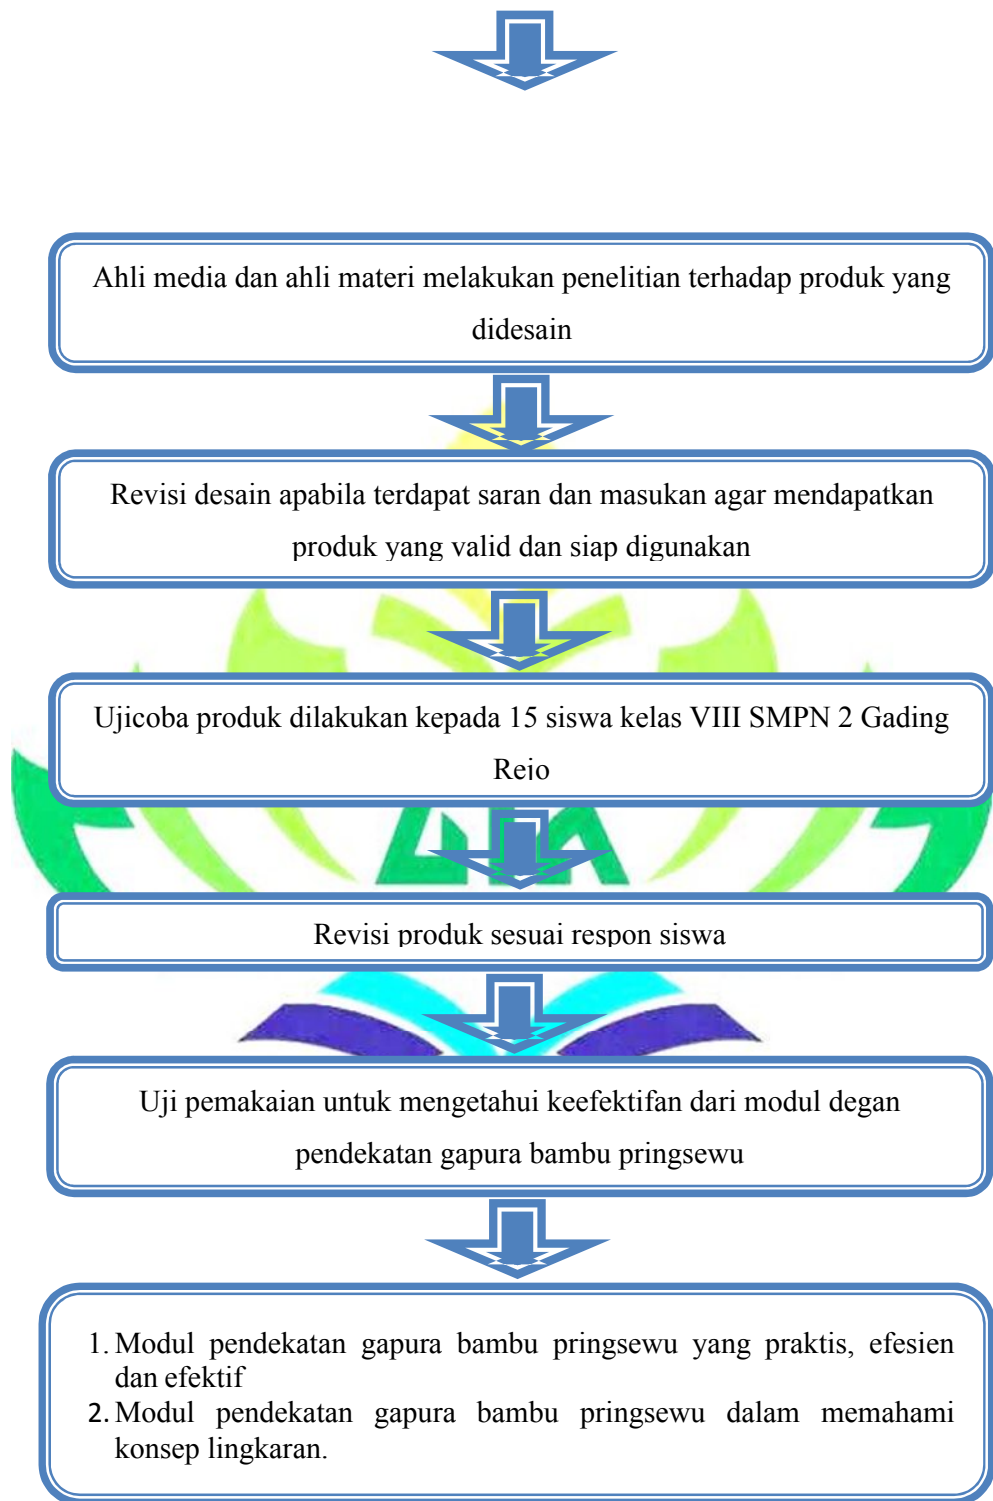 Ahli media dan ahli materi melakukan penelitian terhadap produk yang
didesain
Revisi desain apabila terdapat saran dan masukan agar mendapatkan
produk yang valid dan siap digunakan
Ujicoba produk dilakukan kepada 15 siswa kelas VIII SMPN 2 Gading
Rejo
Revisi produk sesuai respon siswa
Uji pemakaian untuk mengetahui keefektifan dari modul degan
pendekatan gapura bambu pringsewu
1. Modul pendekatan gapura bambu pringsewu yang praktis, efesien
dan efektif
2. Modul pendekatan gapura bambu pringsewu dalam memahami
konsep lingkaran.